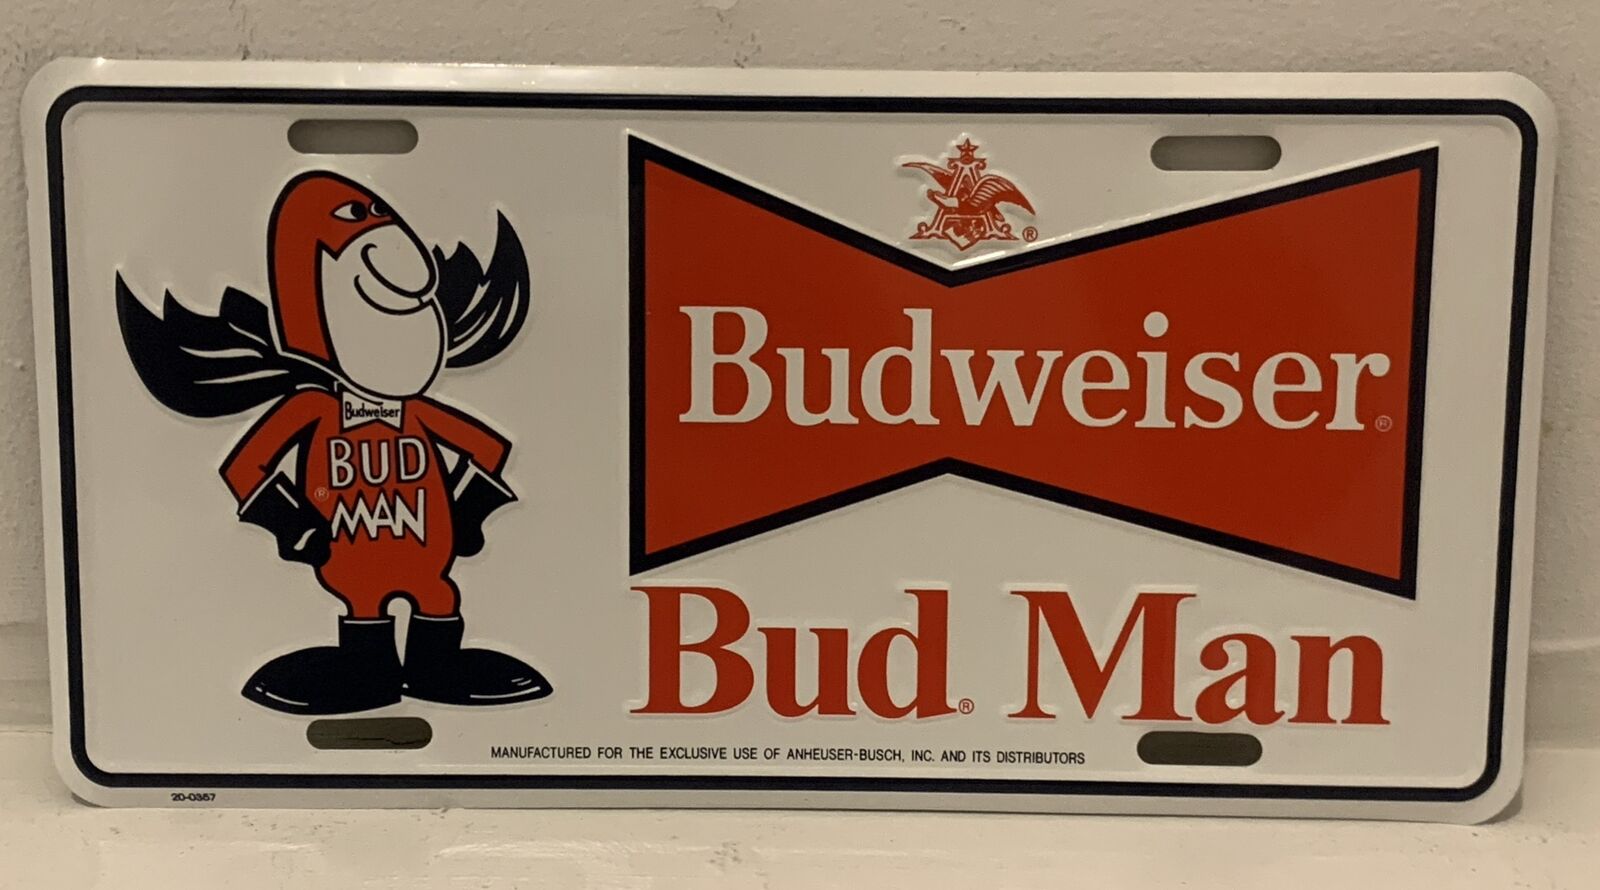 Budweiser
BUD
® MAN
®
Budweiser®
Bud® Man
MANUFACTURED FOR THE EXCLUSIVE USE OF ANHEUSER-BUSCH, INC. AND ITS DISTRIBUTORS
20-0357